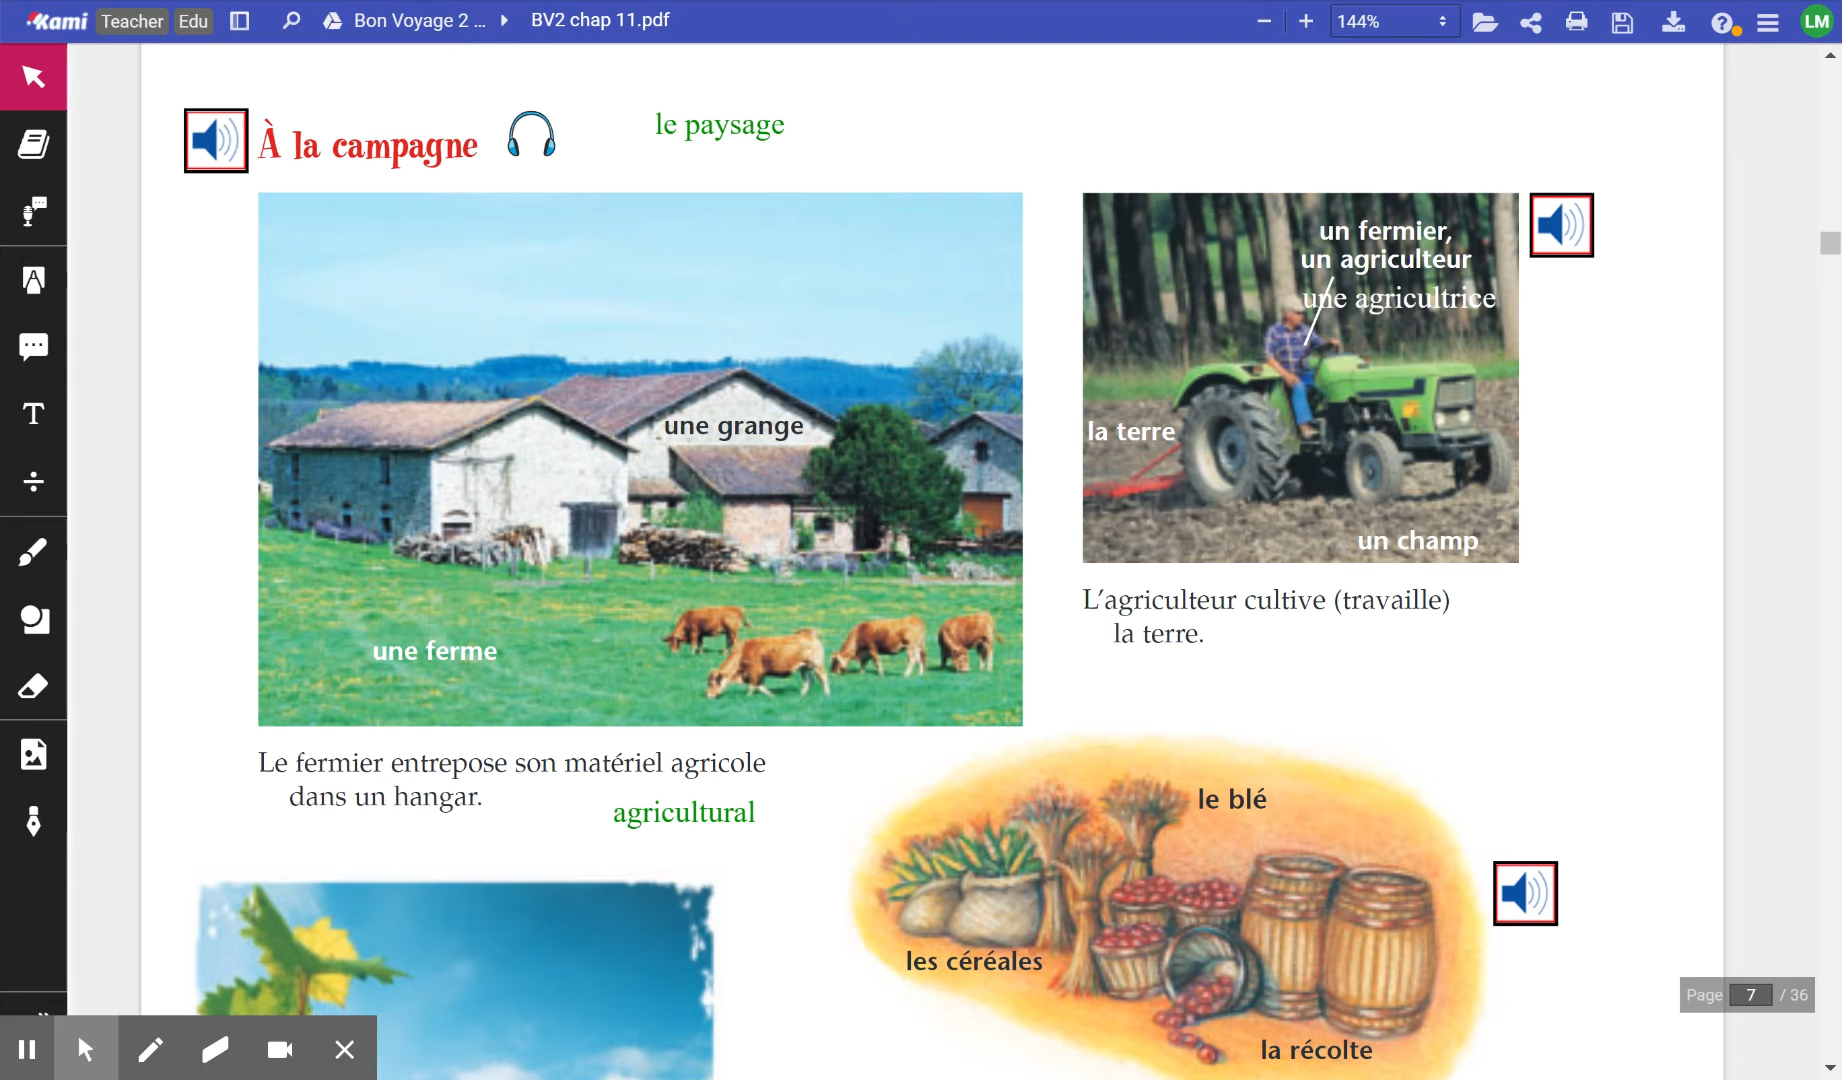 Kami Teacher Edu Bon Voyage 2 ... BV2 chap 11.pdf 144% LM
À la campagne
le paysage
un fermier,
un agriculteur
une agricultrice
une grange
la terre
un champ
une ferme
L'agriculteur cultive (travaille)
la terre.
Le fermier entrepose son matériel agricole
dans un hangar.
agricultural
le blé
les céréales
la récolte
Page 7 / 36